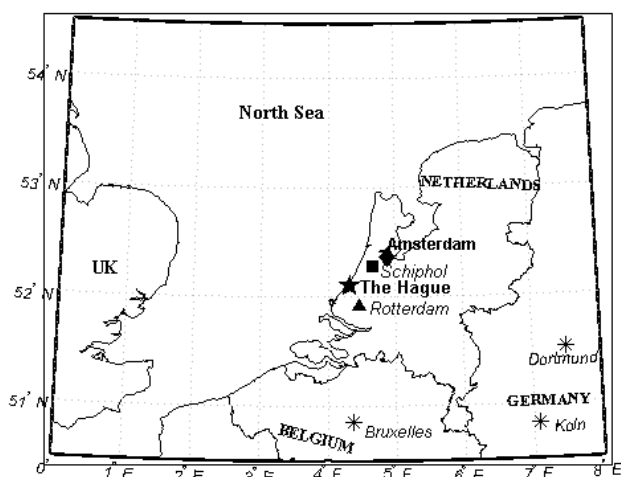 54° N
North Sea
53° N
NETHERLANDS
Amsterdam
UK
Schiphol
52° N
The Hague
Rotterdam
Dortmund
51° N
GERMANY
BELGIUM
Bruxelles
Koln
0° 1° E 2° E 3° E 4° E 5° E 6° E 7° E 8° E